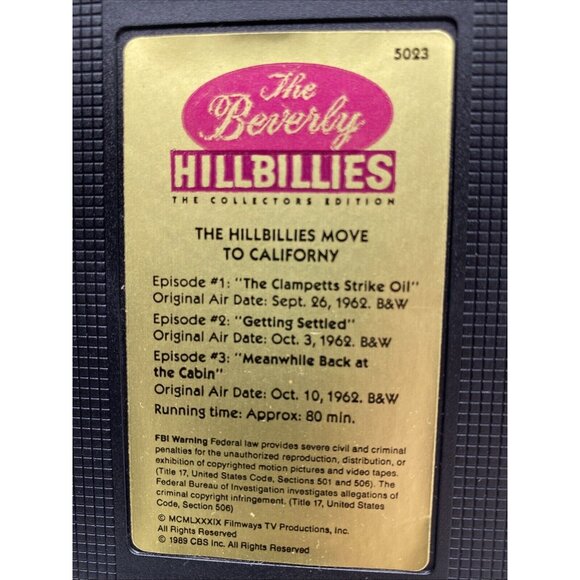 5023
The
Beverly
HILLBILLIES
THE COLLECTORS EDITION
THE HILLBILLIES MOVE
TO CALIFORNY
Episode #1: "The Clampetts Strike Oil"
Original Air Date: Sept. 26, 1962. B&W
Episode #2: "Getting Settled"
Original Air Date: Oct. 3, 1962. B&W
Episode #3: "Meanwhile Back at
the Cabin"
Original Air Date: Oct. 10, 1962. B&W
Running time: Approx: 80 min.
FBI Warning Federal law provides severe civil and criminal
penalties for the unauthorized reproduction, distribution, or
exhibition of copyrighted motion pictures and video tapes.
(Title 17, United States Code, Sections 501 and 506). The
Federal Bureau of Investigation investigates allegations of
criminal copyright infringement. (Title 17, United States
Code, Section 506)
© MCMLXXXIX Filmways TV Productions, Inc.
All Rights Reserved
© 1989 CBS Inc. All Rights Reserved